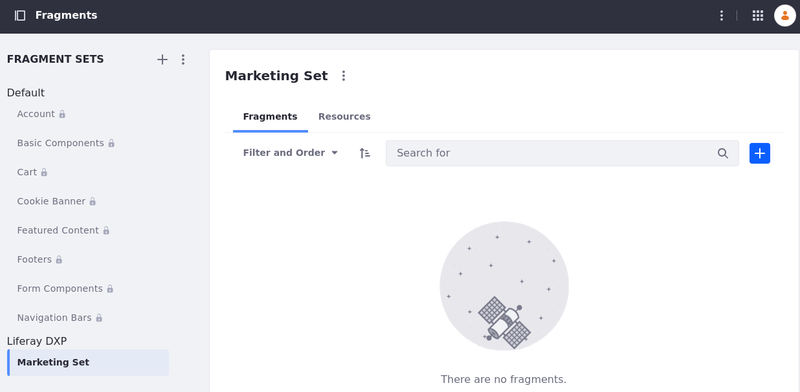 Fragments
FRAGMENT SETS
Default
Account
Basic Components
Cart
Cookie Banner
Featured Content
Footers
Form Components
Navigation Bars
Liferay DXP
Marketing Set
Marketing Set
Fragments Resources
Filter and Order Search for
There are no fragments.